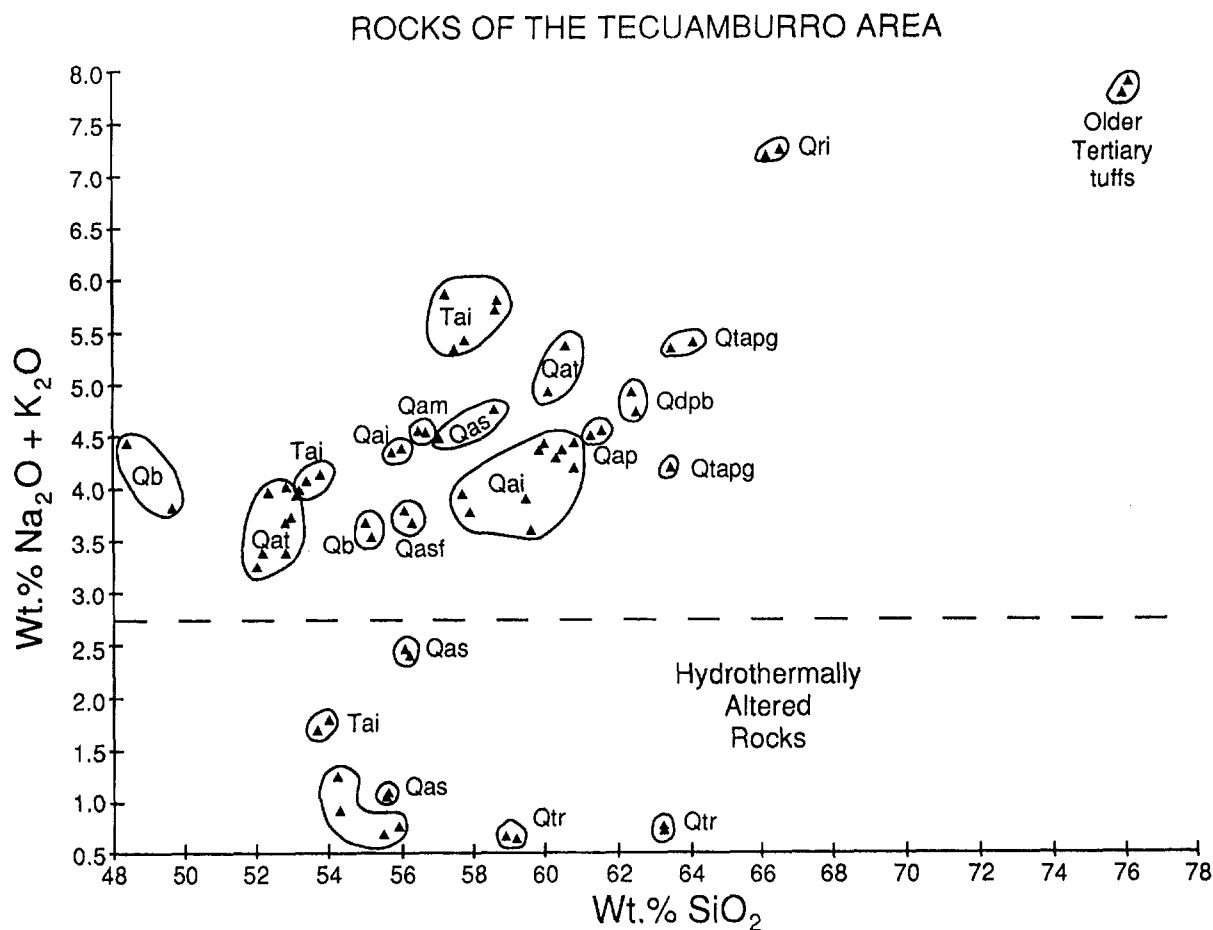 ROCKS OF THE TECUAMBURRO AREA
8.0
7.5
7.0
6.5
6.0
5.5
5.0
4.5
4.0
3.5
3.0
2.5
2.0
1.5
1.0
0.5
Wt.% Na2O + K2O
Older
Tertiary
tuffs
Qri
Tai
Qtapg
Qat
Qdpb
Qam
Qas
Qaj
Qap
Tai
Qtapg
Qb
Qai
Qat
Qb
Qasf
Qas
Hydrothermally
Altered
Rocks
Tai
Qas
Qtr
Qtr
48 50 52 54 56 58 60 62 64 66 68 70 72 74 76 78
Wt.% SiO2